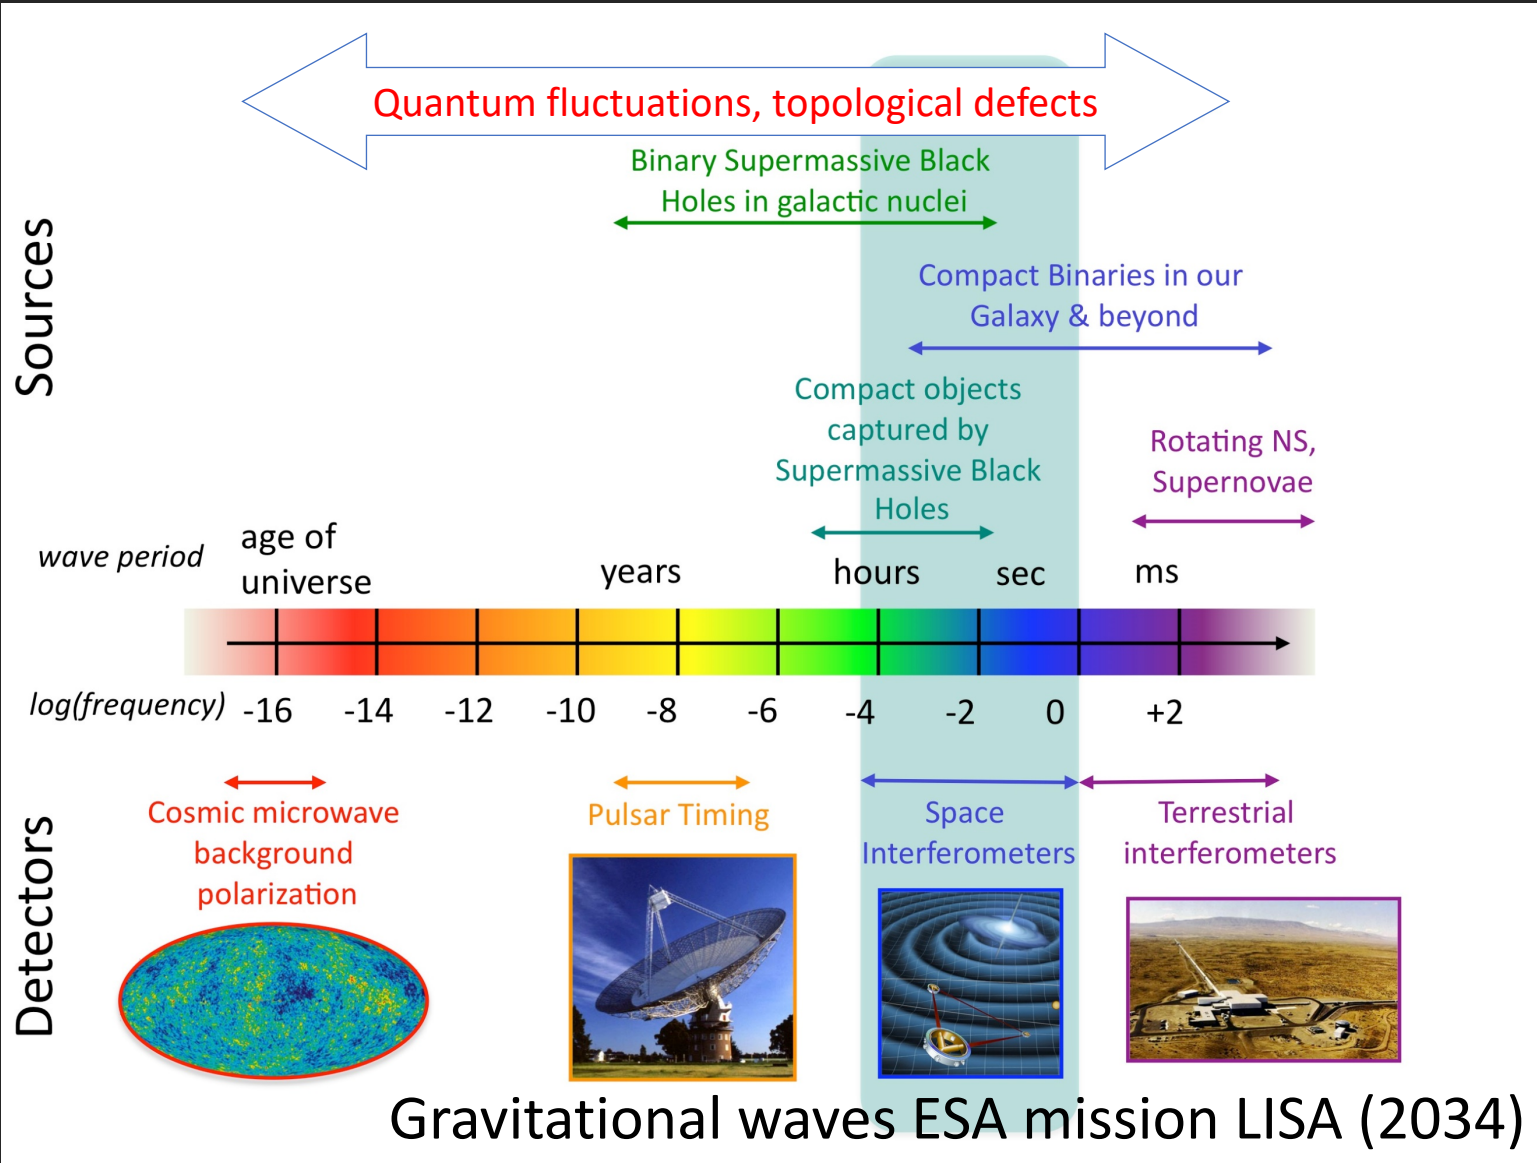 Quantum fluctuations, topological defects
Binary Supermassive Black
Holes in galactic nuclei
Sources
Compact Binaries in our
Galaxy & beyond
Compact objects
captured by
Supermassive Black
Holes
Rotating NS,
Supernovae
wave period
age of
universe
years
hours
sec
ms
log(frequency)
-16 -14 -12 -10 -8 -6 -4 -2 0 +2
Detectors
Cosmic microwave
background
polarization
Pulsar Timing
Space
Interferometers
Terrestrial
interferometers
Gravitational waves ESA mission LISA (2034)